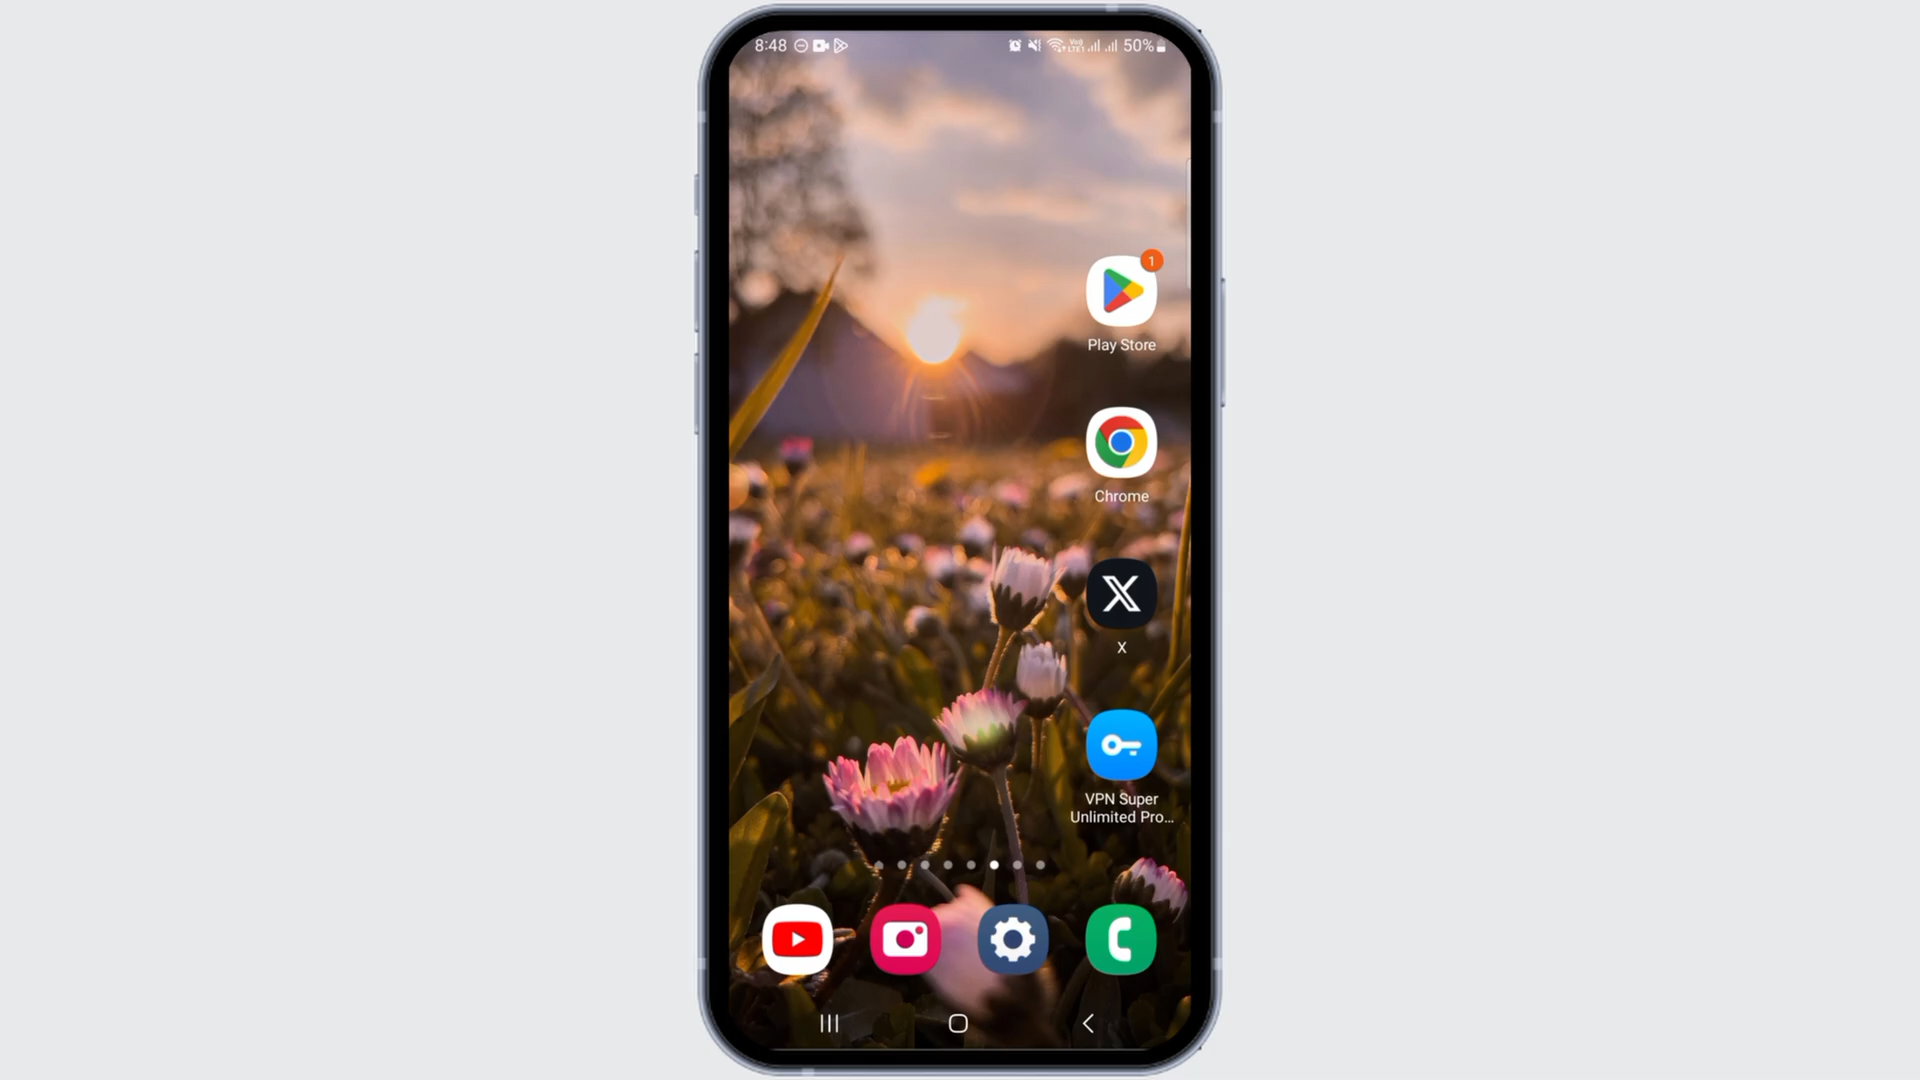 8:48
50%
1
Play Store
Chrome
X
VPN Super
Unlimited Pro...